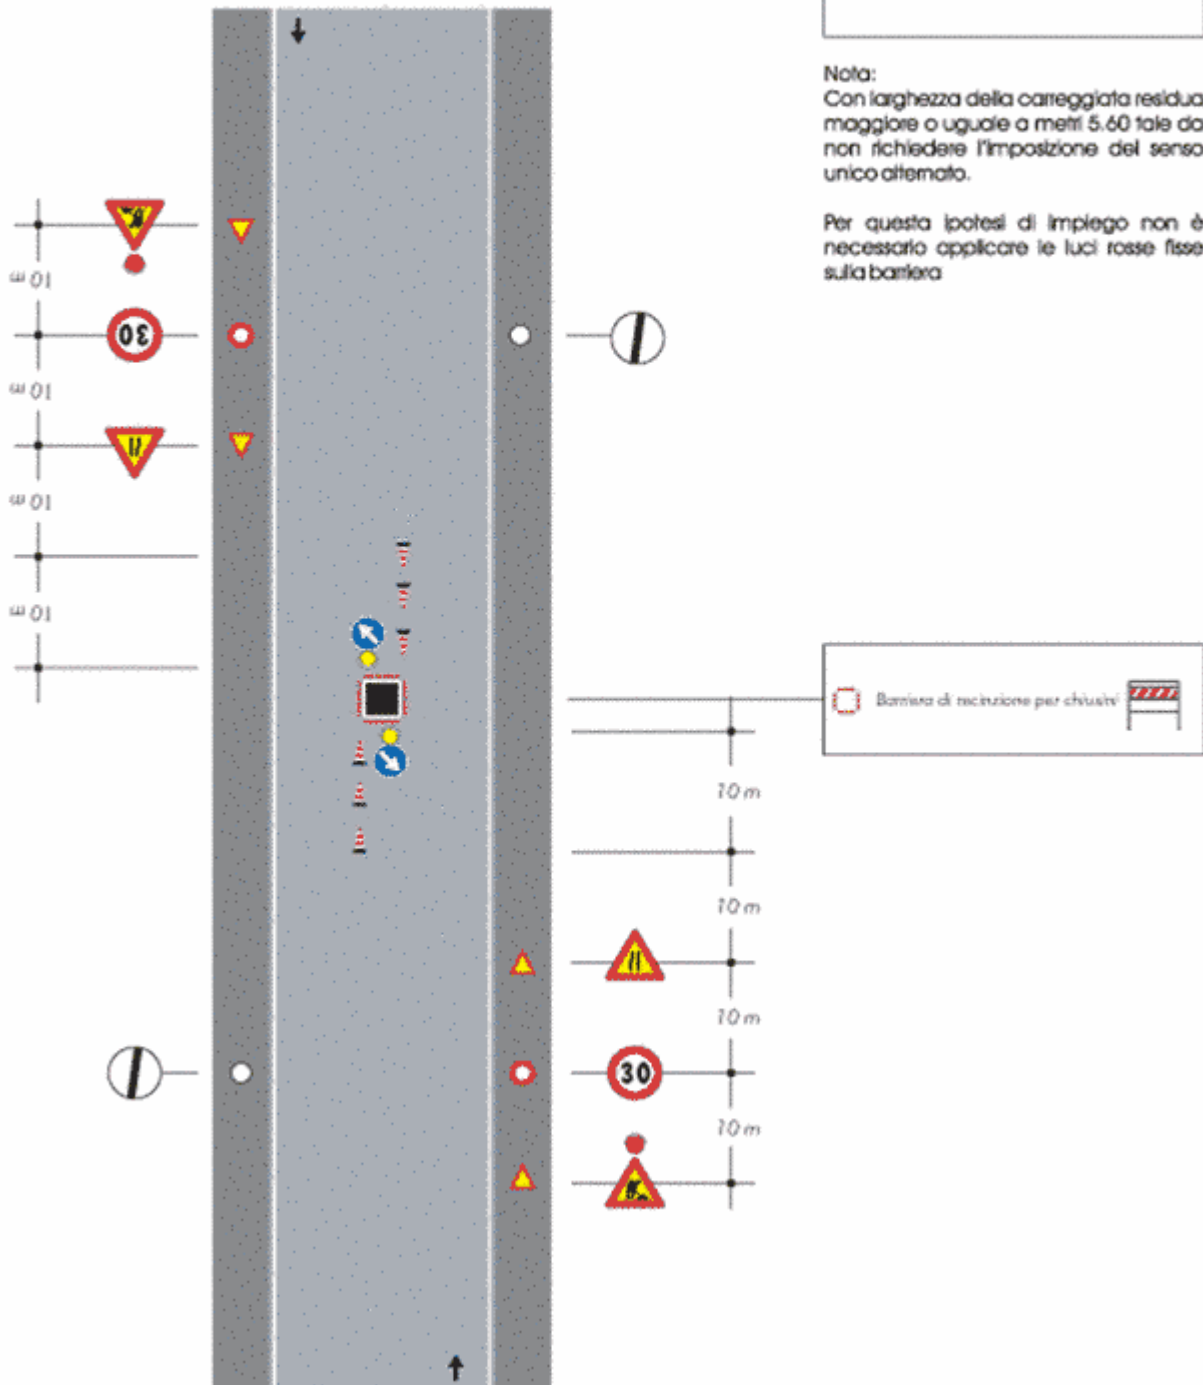 Nota:
Con larghezza della carreggiata residua
maggiore o uguale a metri 5.60 tale da
non richiedere l'imposizione del senso
unico alternato.
Per questa ipotesi di impiego non è
necessario applicare le luci rosse fisse
sulla barriera
10 m
30
10 m
10 m
10 m
Barriera di recinzione per chiusini
10 m
10 m
10 m
30
10 m